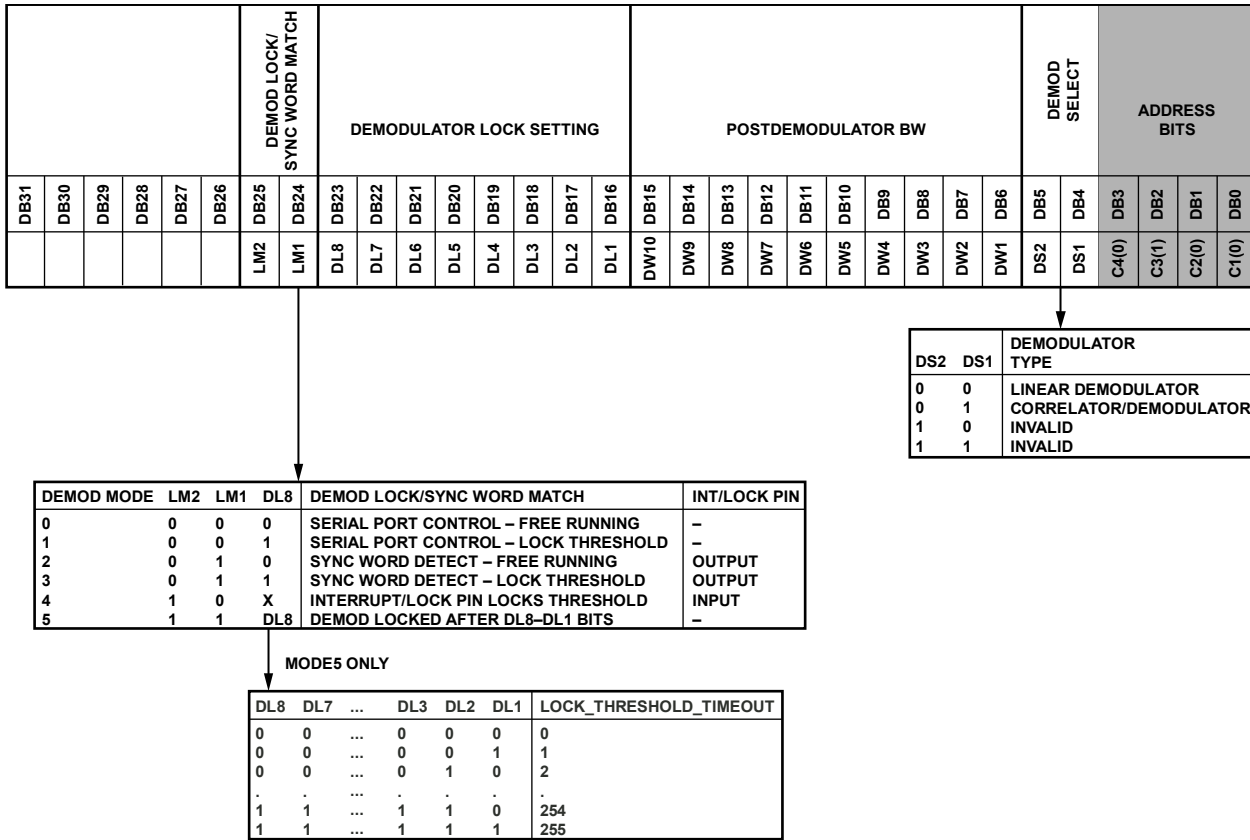 DEMOD LOCK/
SYNC WORD MATCH
DEMODULATOR LOCK SETTING
POSTDEMODULATOR BW
DEMOD
SELECT
ADDRESS
BITS
DB31 DB30 DB29 DB28 DB27 DB26 DB25 DB24 DB23 DB22 DB21 DB20 DB19 DB18 DB17 DB16 DB15 DB14 DB13 DB12 DB11 DB10 DB9 DB8 DB7 DB6 DB5 DB4 DB3 DB2 DB1 DB0
LM2 LM1 DL8 DL7 DL6 DL5 DL4 DL3 DL2 DL1 DW10 DW9 DW8 DW7 DW6 DW5 DW4 DW3 DW2 DW1 DS2 DS1 C4(0) C3(1) C2(0) C1(0)
DEMODULATOR
DS2 DS1 TYPE
0 0 LINEAR DEMODULATOR
0 1 CORRELATOR/DEMODULATOR
1 0 INVALID
1 1 INVALID
DEMOD MODE LM2 LM1 DL8 DEMOD LOCK/SYNC WORD MATCH INT/LOCK PIN
0 0 0 0 SERIAL PORT CONTROL – FREE RUNNING –
1 0 0 1 SERIAL PORT CONTROL – LOCK THRESHOLD –
2 0 1 0 SYNC WORD DETECT – FREE RUNNING OUTPUT
3 0 1 1 SYNC WORD DETECT – LOCK THRESHOLD OUTPUT
4 1 0 X INTERRUPT/LOCK PIN LOCKS THRESHOLD INPUT
5 1 1 DL8 DEMOD LOCKED AFTER DL8–DL1 BITS –
MODE5 ONLY
DL8 DL7 ... DL3 DL2 DL1 LOCK_THRESHOLD_TIMEOUT
0 0 ... 0 0 0 0
0 0 ... 0 0 1 1
0 0 ... 0 1 0 2
. . ... . . . .
1 1 ... 1 1 0 254
1 1 ... 1 1 1 255